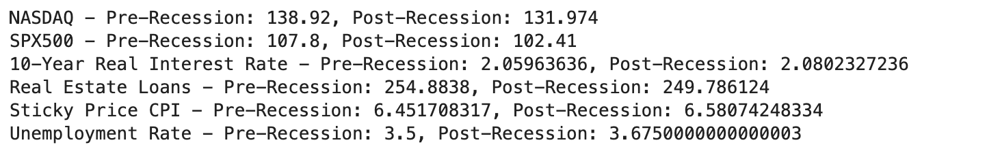 NASDAQ - Pre-Recession: 138.92, Post-Recession: 131.974
SPX500 - Pre-Recession: 107.8, Post-Recession: 102.41
10-Year Real Interest Rate - Pre-Recession: 2.05963636, Post-Recession: 2.0802327236
Real Estate Loans - Pre-Recession: 254.8838, Post-Recession: 249.786124
Sticky Price CPI - Pre-Recession: 6.451708317, Post-Recession: 6.58074248334
Unemployment Rate - Pre-Recession: 3.5, Post-Recession: 3.6750000000000003